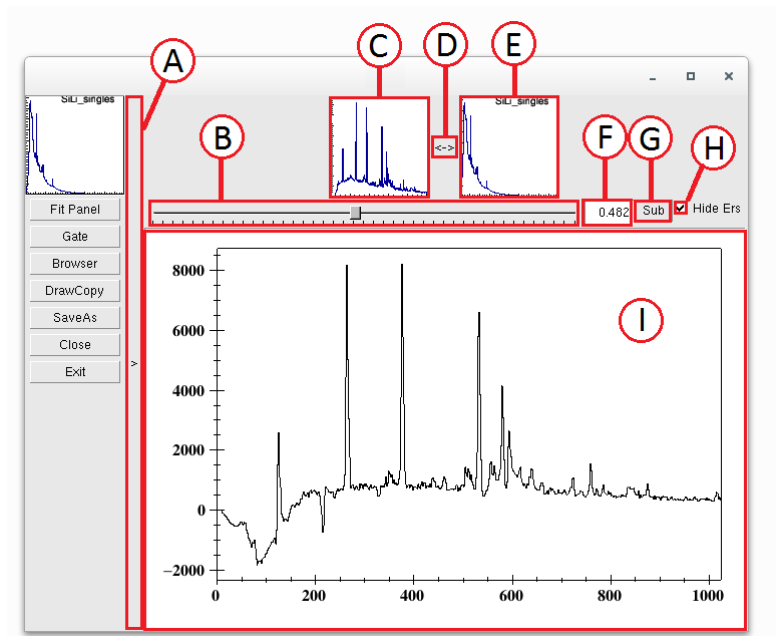 A
B
C
D
E
F
G
H
I
SiLi_singles
SiLi_singles
<->
0.482
Sub
Hide Ers
Fit Panel
Gate
Browser
DrawCopy
SaveAs
Close
Exit
>
8000
6000
4000
2000
0
−2000
0
200
400
600
800
1000